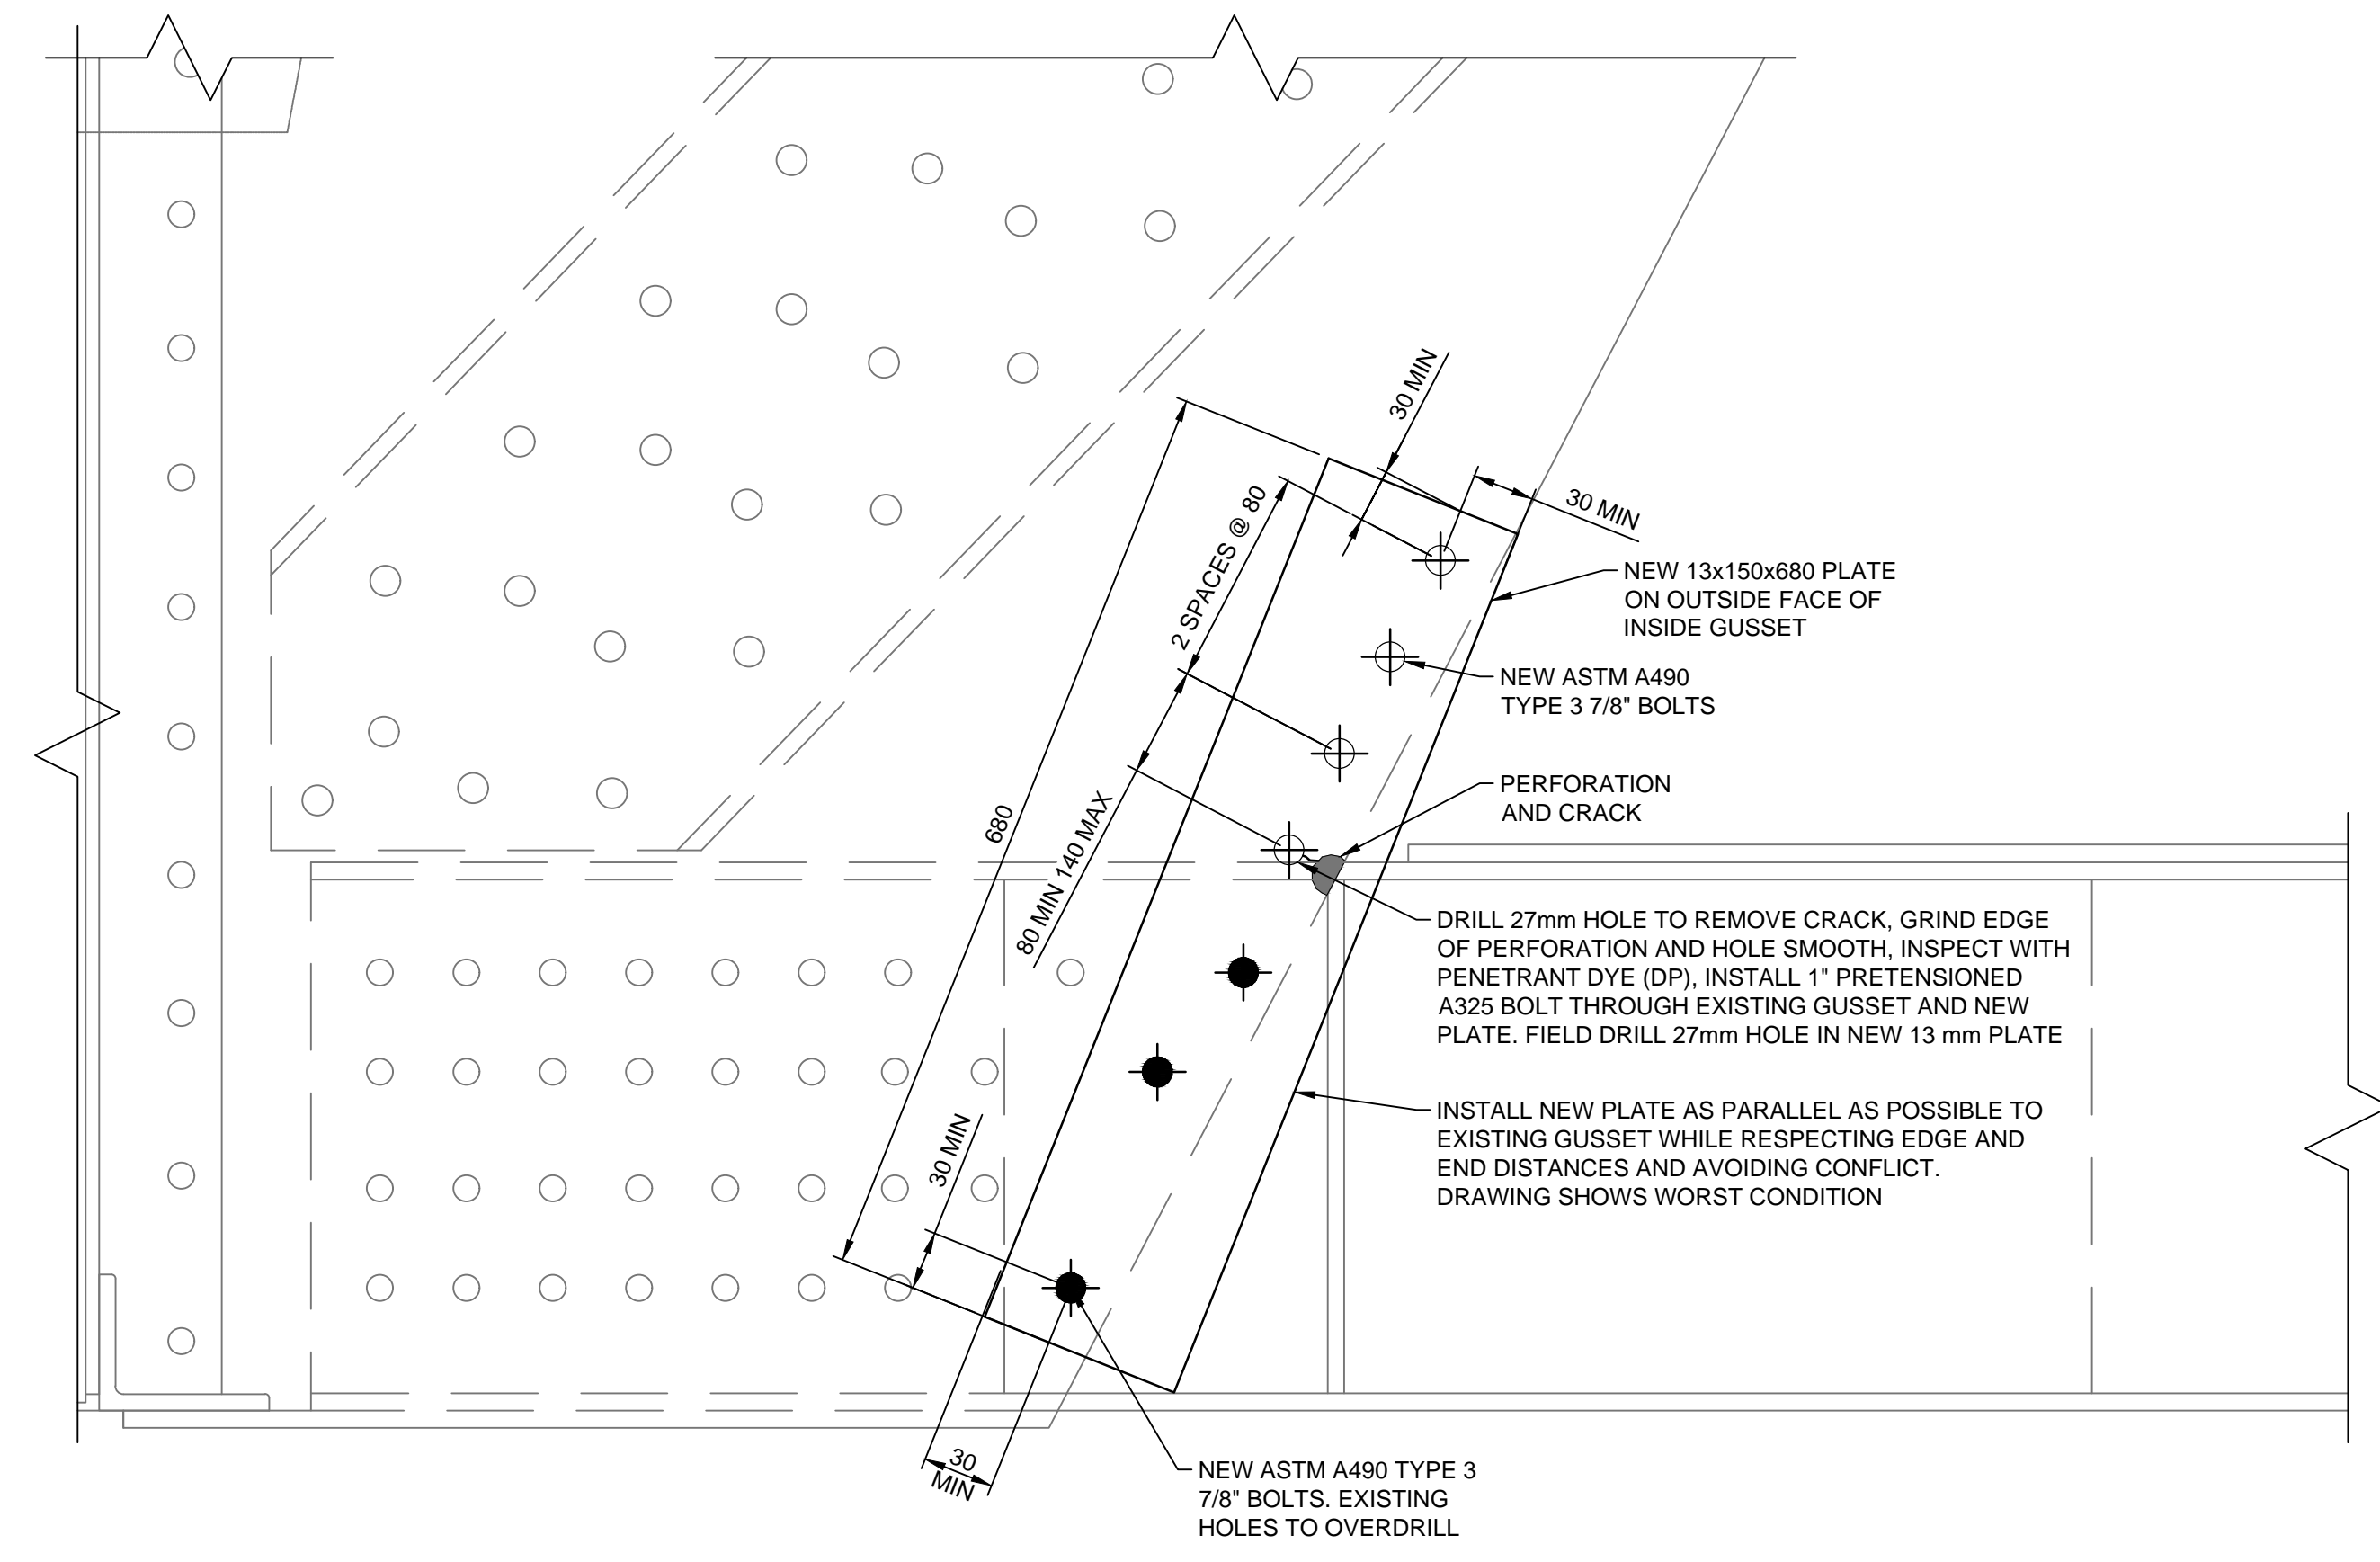 30 MIN
30 MIN
2 SPACES @ 80
NEW 13x150x680 PLATE
ON OUTSIDE FACE OF
INSIDE GUSSET
NEW ASTM A490
TYPE 3 7/8" BOLTS
PERFORATION
AND CRACK
680
80 MIN 140 MAX
DRILL 27mm HOLE TO REMOVE CRACK, GRIND EDGE
OF PERFORATION AND HOLE SMOOTH, INSPECT WITH
PENETRANT DYE (DP), INSTALL 1" PRETENSIONED
A325 BOLT THROUGH EXISTING GUSSET AND NEW
PLATE. FIELD DRILL 27mm HOLE IN NEW 13 mm PLATE
INSTALL NEW PLATE AS PARALLEL AS POSSIBLE TO
EXISTING GUSSET WHILE RESPECTING EDGE AND
END DISTANCES AND AVOIDING CONFLICT.
DRAWING SHOWS WORST CONDITION
30 MIN
30
MIN
NEW ASTM A490 TYPE 3
7/8" BOLTS. EXISTING
HOLES TO OVERDRILL